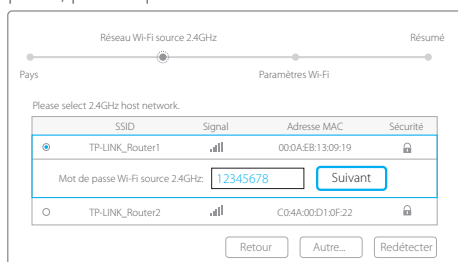 Réseau Wi-Fi source 2.4GHz Résumé
Pays Paramètres Wi-Fi
Please select 2.4GHz host network.
SSID Signal Adresse MAC Sécurité
TP-LINK_Router1 00:0A:EB:13:09:19
Mot de passe Wi-Fi source 2.4GHz: 12345678 Suivant
TP-LINK_Router2 C0:4A:00:D1:0F:22
Retour Autre... Redétecter